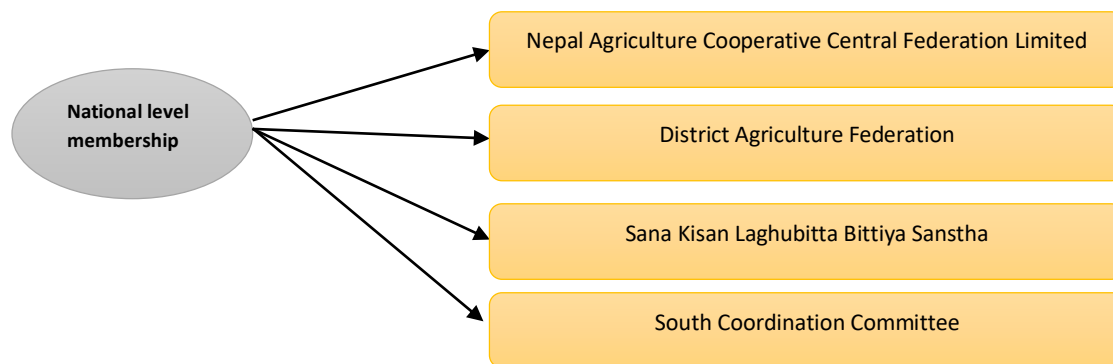 Nepal Agriculture Cooperative Central Federation Limited
National level
membership
District Agriculture Federation
Sana Kisan Laghubitta Bittiya Sanstha
South Coordination Committee